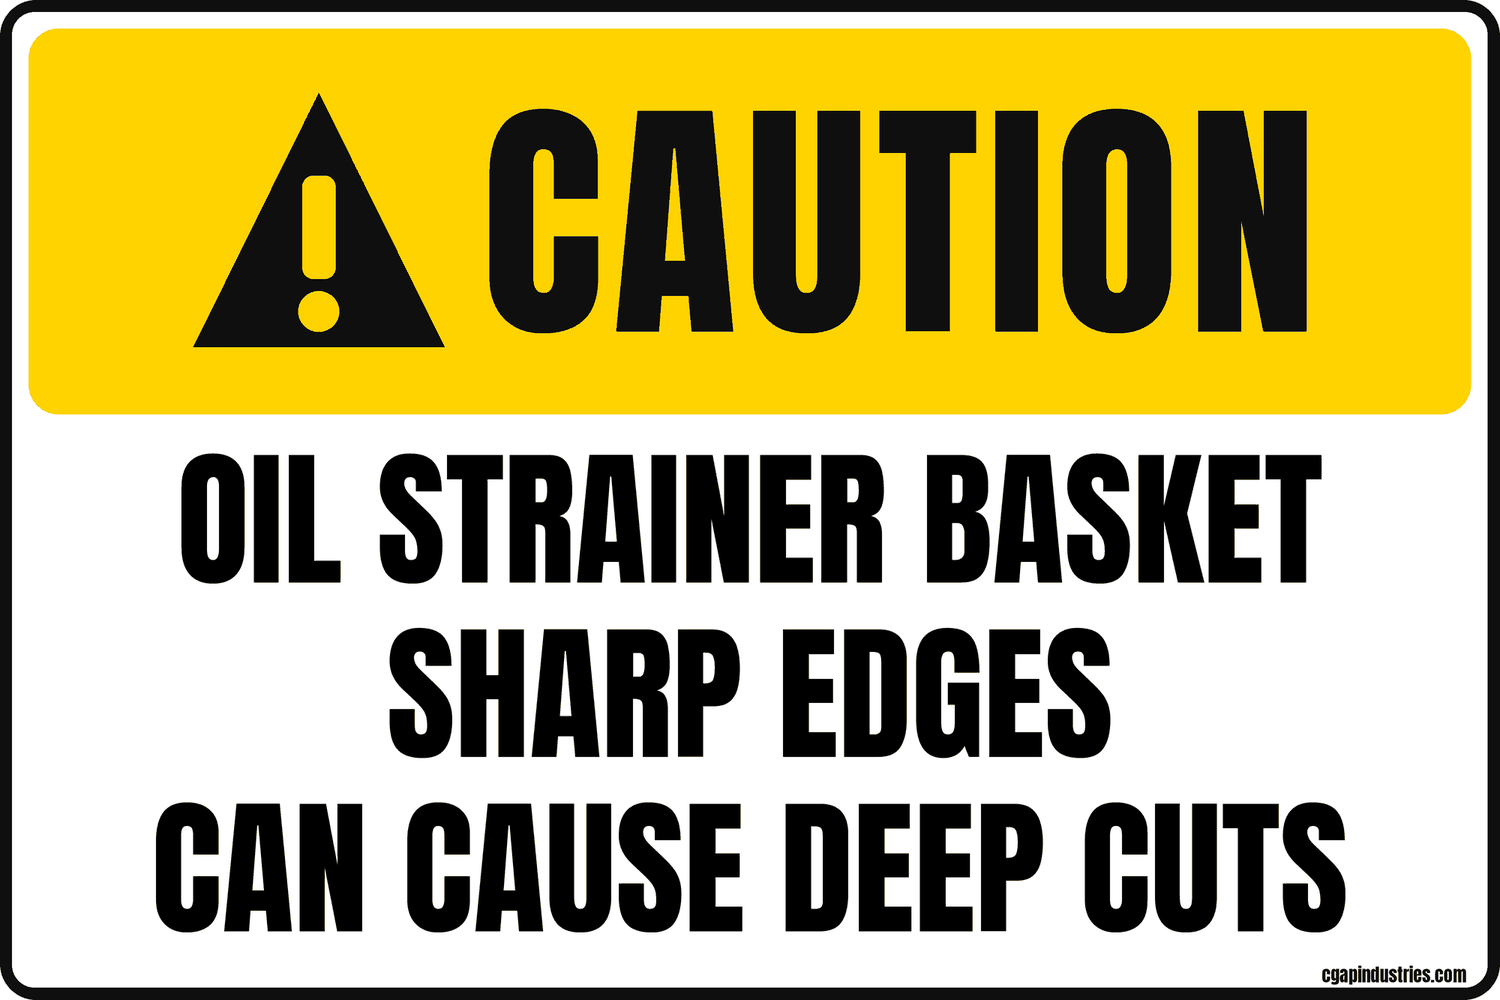 CAUTION
OIL STRAINER BASKET
SHARP EDGES
CAN CAUSE DEEP CUTS
cgapindustries.com